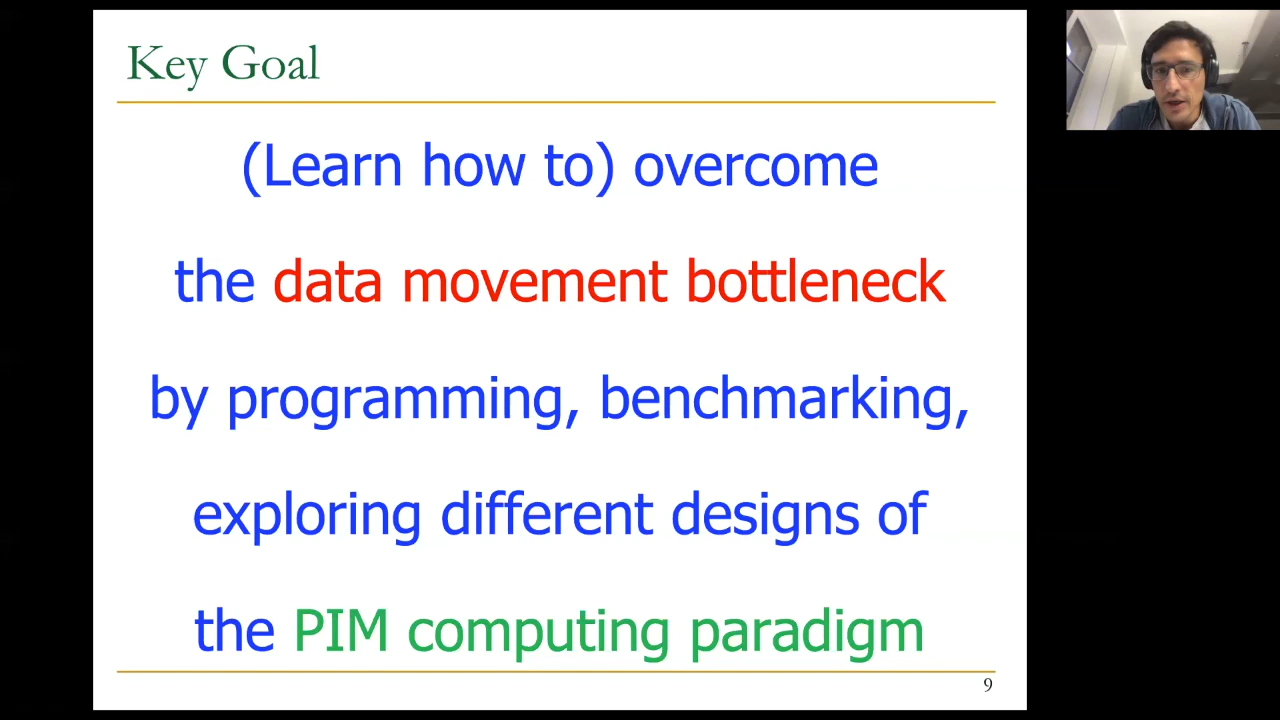 Key Goal
(Learn how to) overcome
the data movement bottleneck
by programming, benchmarking,
exploring different designs of
the PIM computing paradigm
9